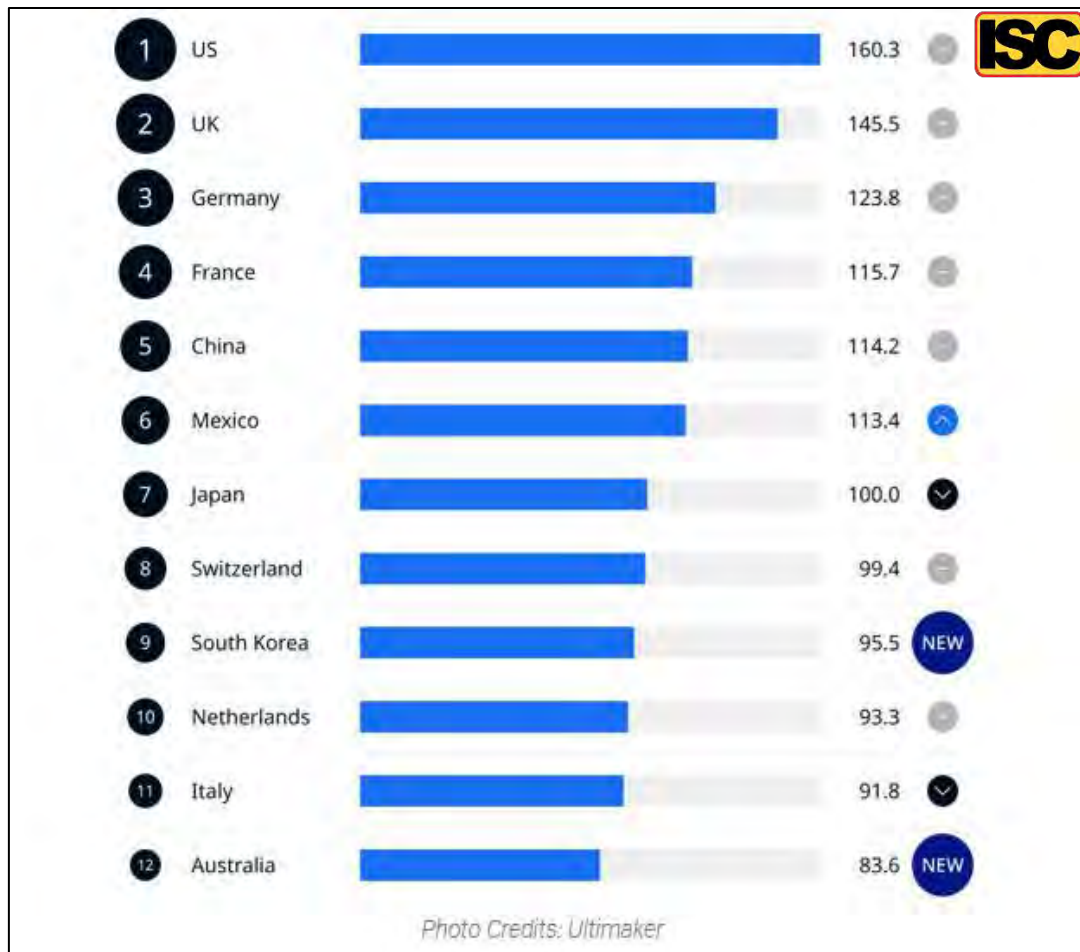 ISC
1 US 160.3
2 UK 145.5
3 Germany 123.8
4 France 115.7
5 China 114.2
6 Mexico 113.4
7 Japan 100.0
8 Switzerland 99.4
9 South Korea 95.5 NEW
10 Netherlands 93.3
11 Italy 91.8
12 Australia 83.6 NEW
Photo Credits: Ultimaker